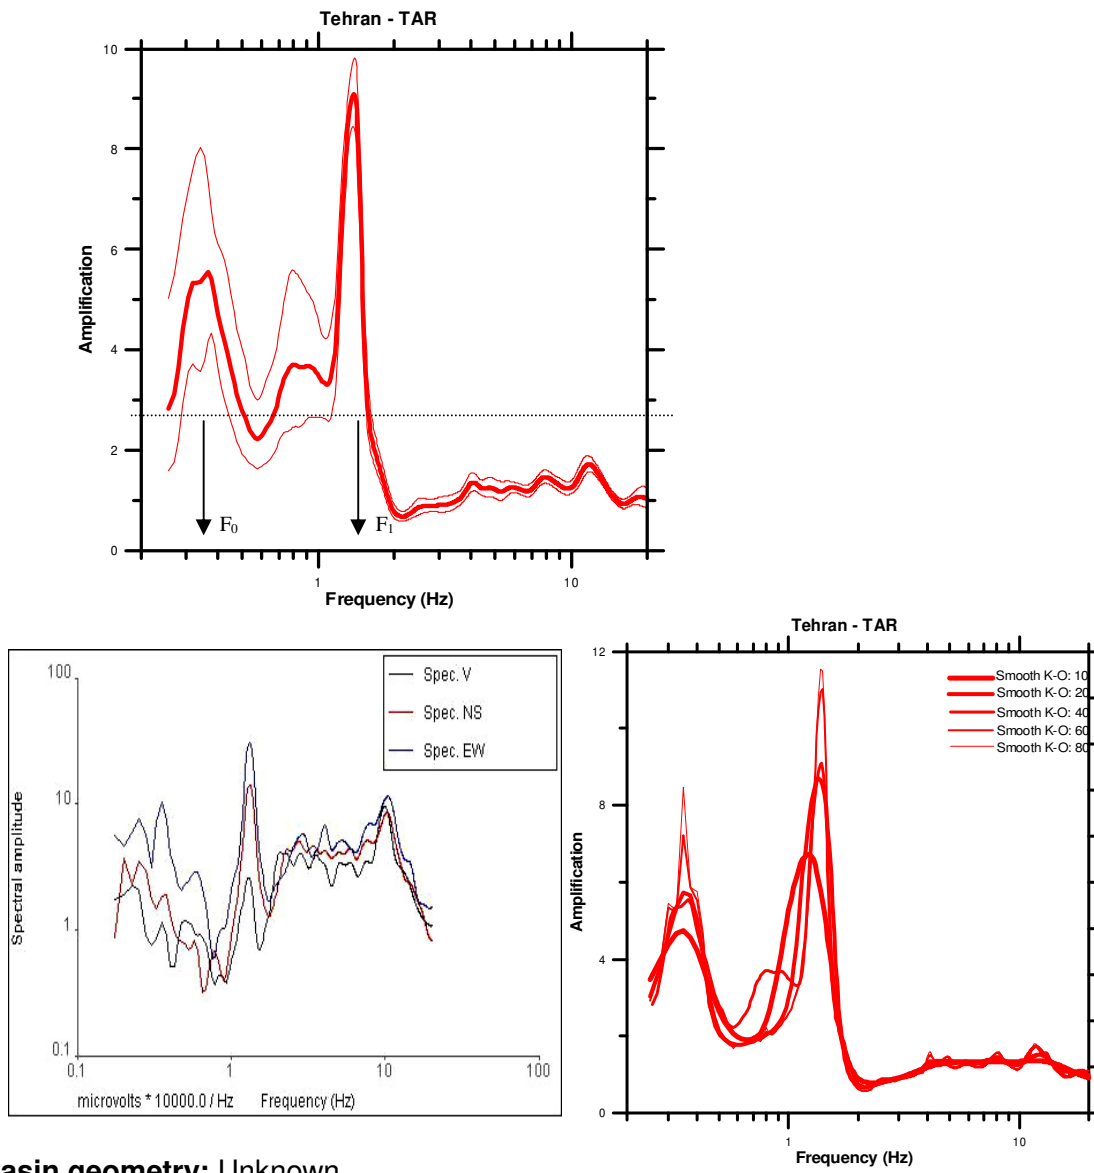 Tehran - TAR
10
8
6
4
2
0
Amplification
F0
F1
1
10
Frequency (Hz)
100
10
1
0.1
Spectral amplitude
Spec. V
Spec. NS
Spec. EW
0.1
1
10
100
microvolts * 10000.0 / Hz Frequency (Hz)
Tehran - TAR
12
8
4
0
Amplification
Smooth K-O: 10
Smooth K-O: 20
Smooth K-O: 40
Smooth K-O: 60
Smooth K-O: 80
1
10
Frequency (Hz)
asin geometry: Unknown